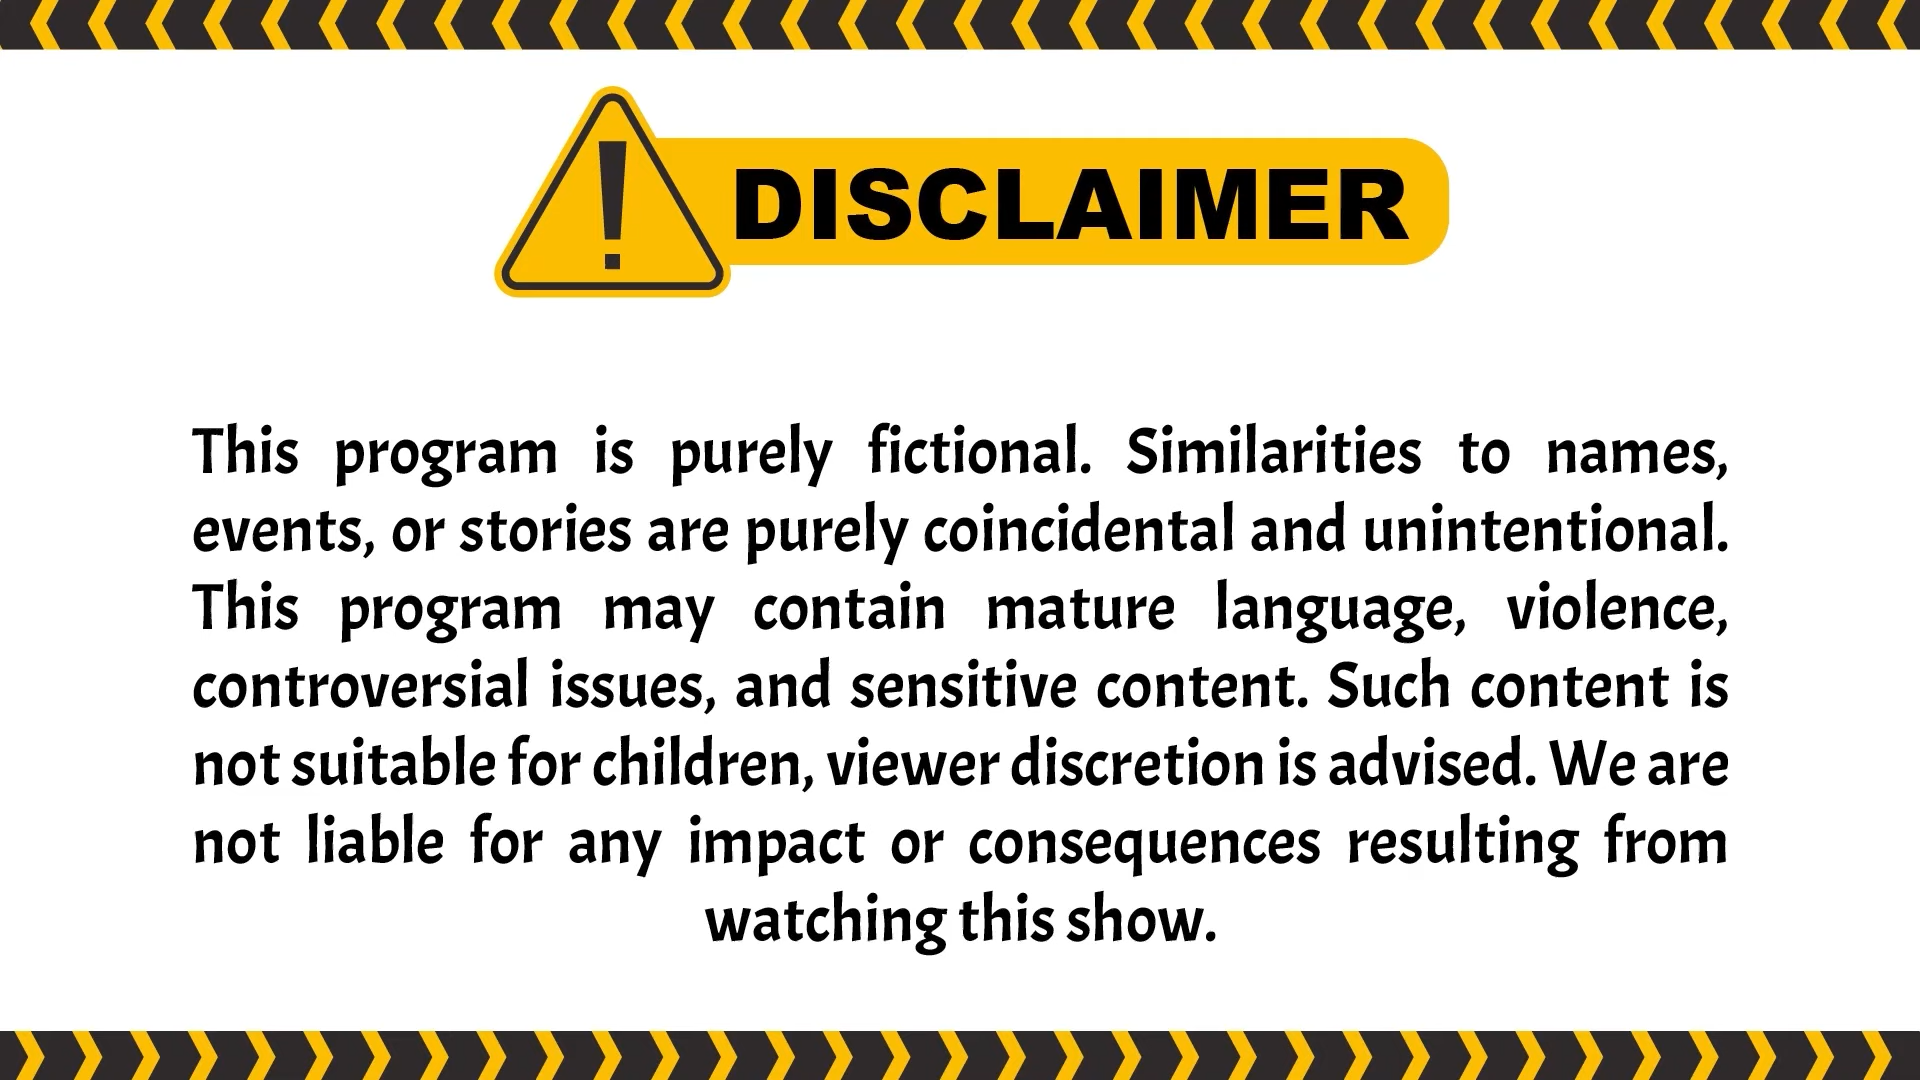 DISCLAIMER
This program is purely fictional. Similarities to names,
events, or stories are purely coincidental and unintentional.
This program may contain mature language, violence,
controversial issues, and sensitive content. Such content is
not suitable for children, viewer discretion is advised. We are
not liable for any impact or consequences resulting from
watching this show.